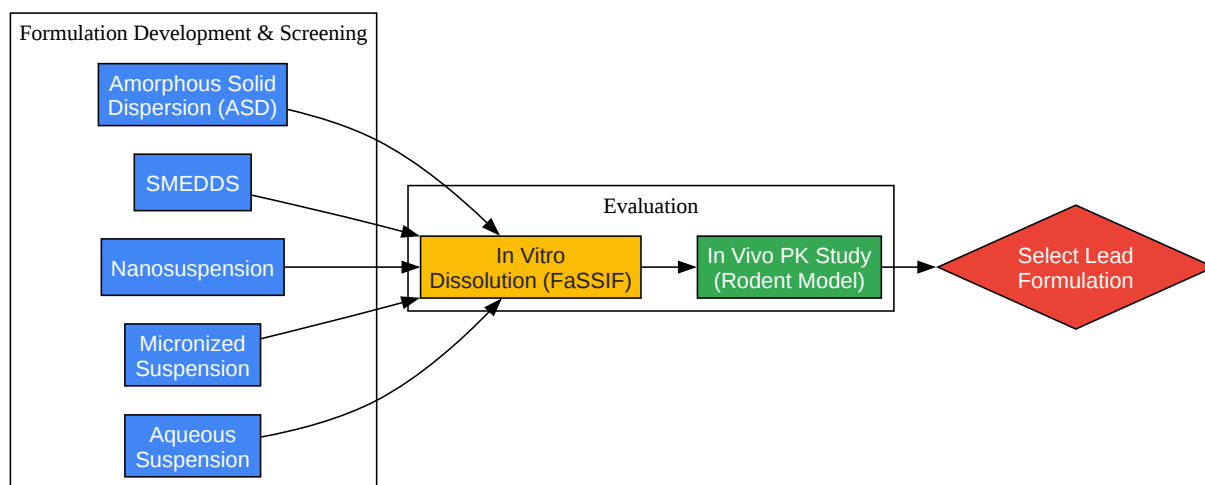 Formulation Development & Screening
Amorphous Solid
Dispersion (ASD)
SMEDDS
Nanosuspension
Micronized
Suspension
Aqueous
Suspension
Evaluation
In Vitro
Dissolution (FaSSIF)
In Vivo PK Study
(Rodent Model)
Select Lead
Formulation